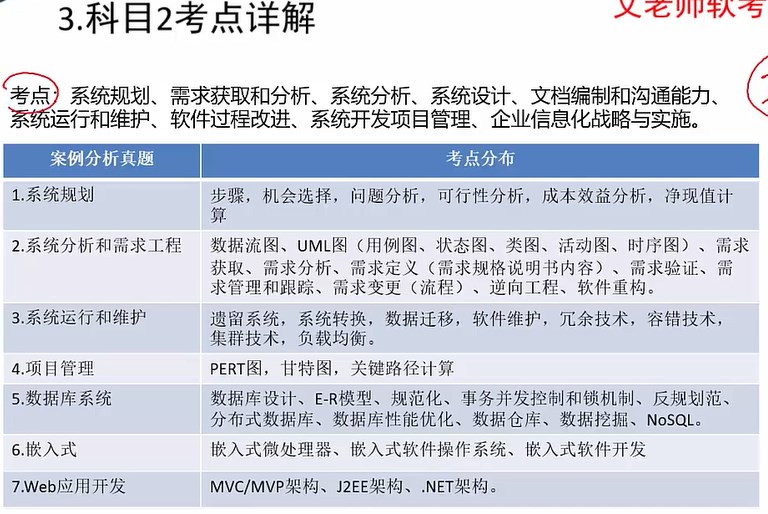 3.科目2考点详解
文老师软考
考点：系统规划、需求获取和分析、系统分析、系统设计、文档编制和沟通能力、
系统运行和维护、软件过程改进、系统开发项目管理、企业信息化战略与实施。
案例分析真题
考点分布
1.系统规划
步骤，机会选择，问题分析，可行性分析，成本效益分析，净现值计
算
2.系统分析和需求工程
数据流图、UML图（用例图、状态图、类图、活动图、时序图）、需求
获取、需求分析、需求定义（需求规格说明书内容）、需求验证、需
求管理和跟踪、需求变更（流程）、逆向工程、软件重构。
3.系统运行和维护
遗留系统，系统转换，数据迁移，软件维护，冗余技术，容错技术，
集群技术，负载均衡。
4.项目管理
PERT图，甘特图，关键路径计算
5.数据库系统
数据库设计、E-R模型、规范化、事务并发控制和锁机制、反规划范、
分布式数据库、数据库性能优化、数据仓库、数据挖掘、NoSQL。
6.嵌入式
嵌入式微处理器、嵌入式软件操作系统、嵌入式软件开发
7.Web应用开发
MVC/MVP架构、J2EE架构、.NET架构。